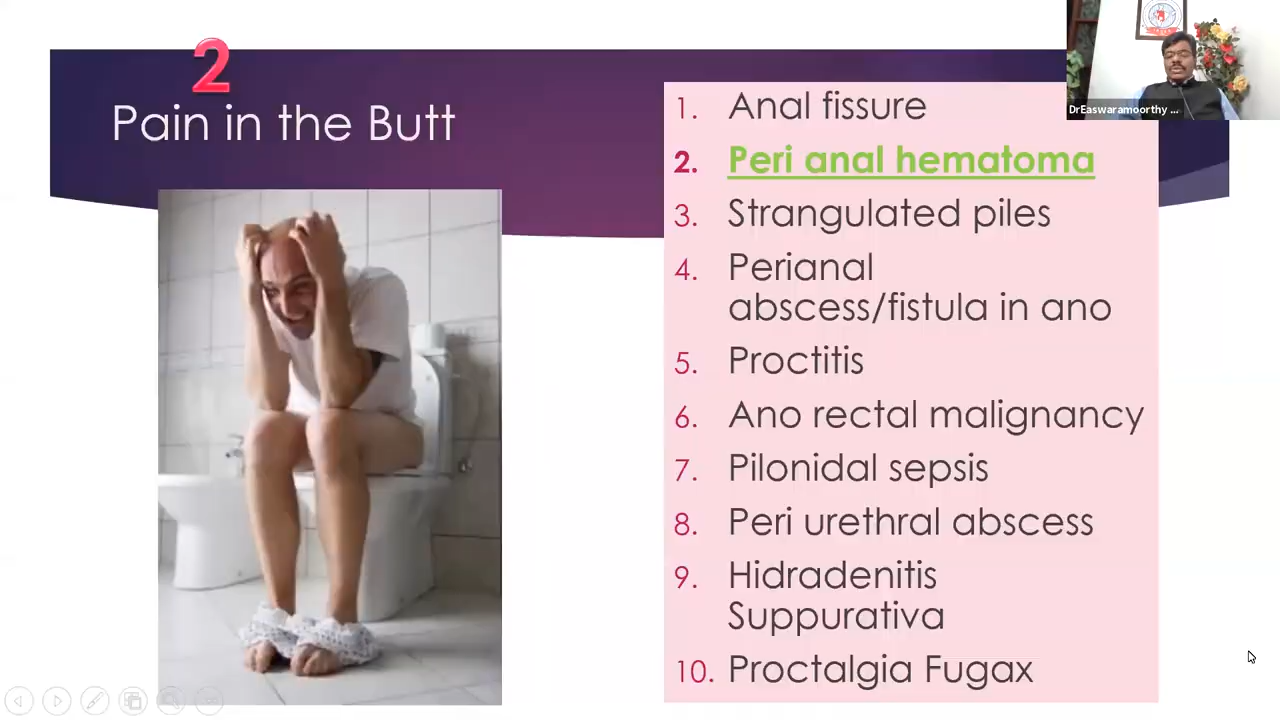 2
Pain in the Butt
DrEaswaramoorthy ...
1. Anal fissure
2. Peri anal hematoma
3. Strangulated piles
4. Perianal
abscess/fistula in ano
5. Proctitis
6. Ano rectal malignancy
7. Pilonidal sepsis
8. Peri urethral abscess
9. Hidradenitis
Suppurativa
10. Proctalgia Fugax